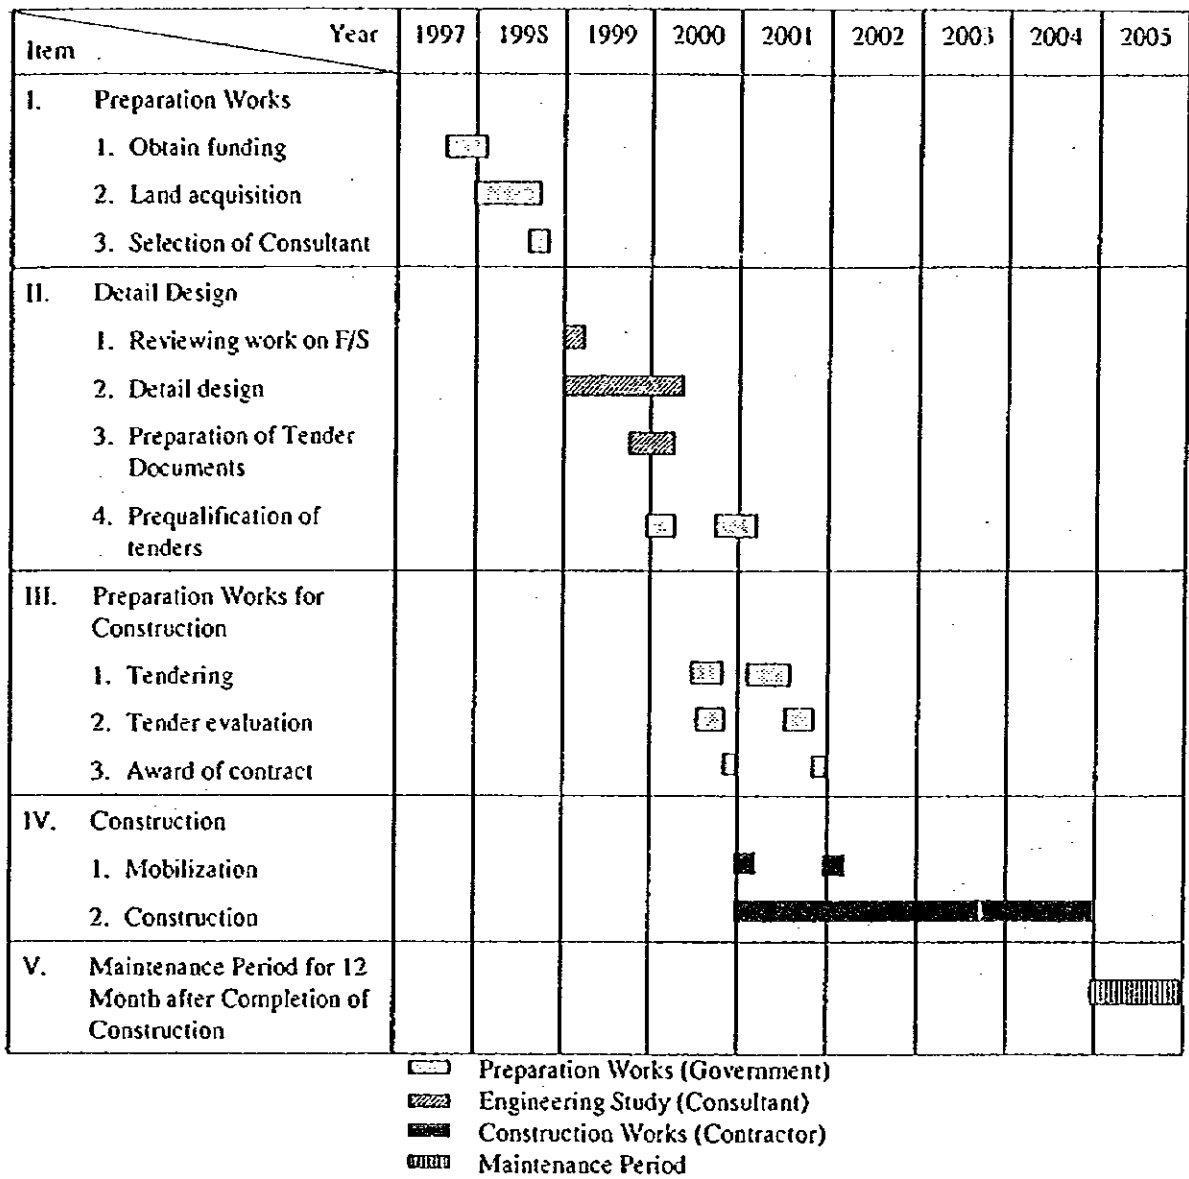 Year 1997 1998 1999 2000 2001 2002 2003 2004 2005
Item
I. Preparation Works
1. Obtain funding
2. Land acquisition
3. Selection of Consultant
II. Detail Design
1. Reviewing work on F/S
2. Detail design
3. Preparation of Tender
Documents
4. Prequalification of
tenders
III. Preparation Works for
Construction
1. Tendering
2. Tender evaluation
3. Award of contract
IV. Construction
1. Mobilization
2. Construction
V. Maintenance Period for 12
Month after Completion of
Construction
Preparation Works (Government)
Engineering Study (Consultant)
Construction Works (Contractor)
Maintenance Period